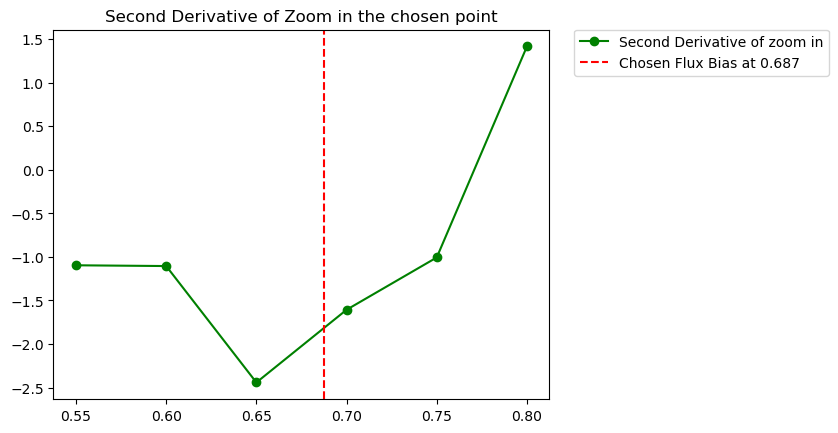 Second Derivative of Zoom in the chosen point
Second Derivative of zoom in
Chosen Flux Bias at 0.687
1.5
1.0
0.5
0.0
−0.5
−1.0
−1.5
−2.0
−2.5
0.55 0.60 0.65 0.70 0.75 0.80